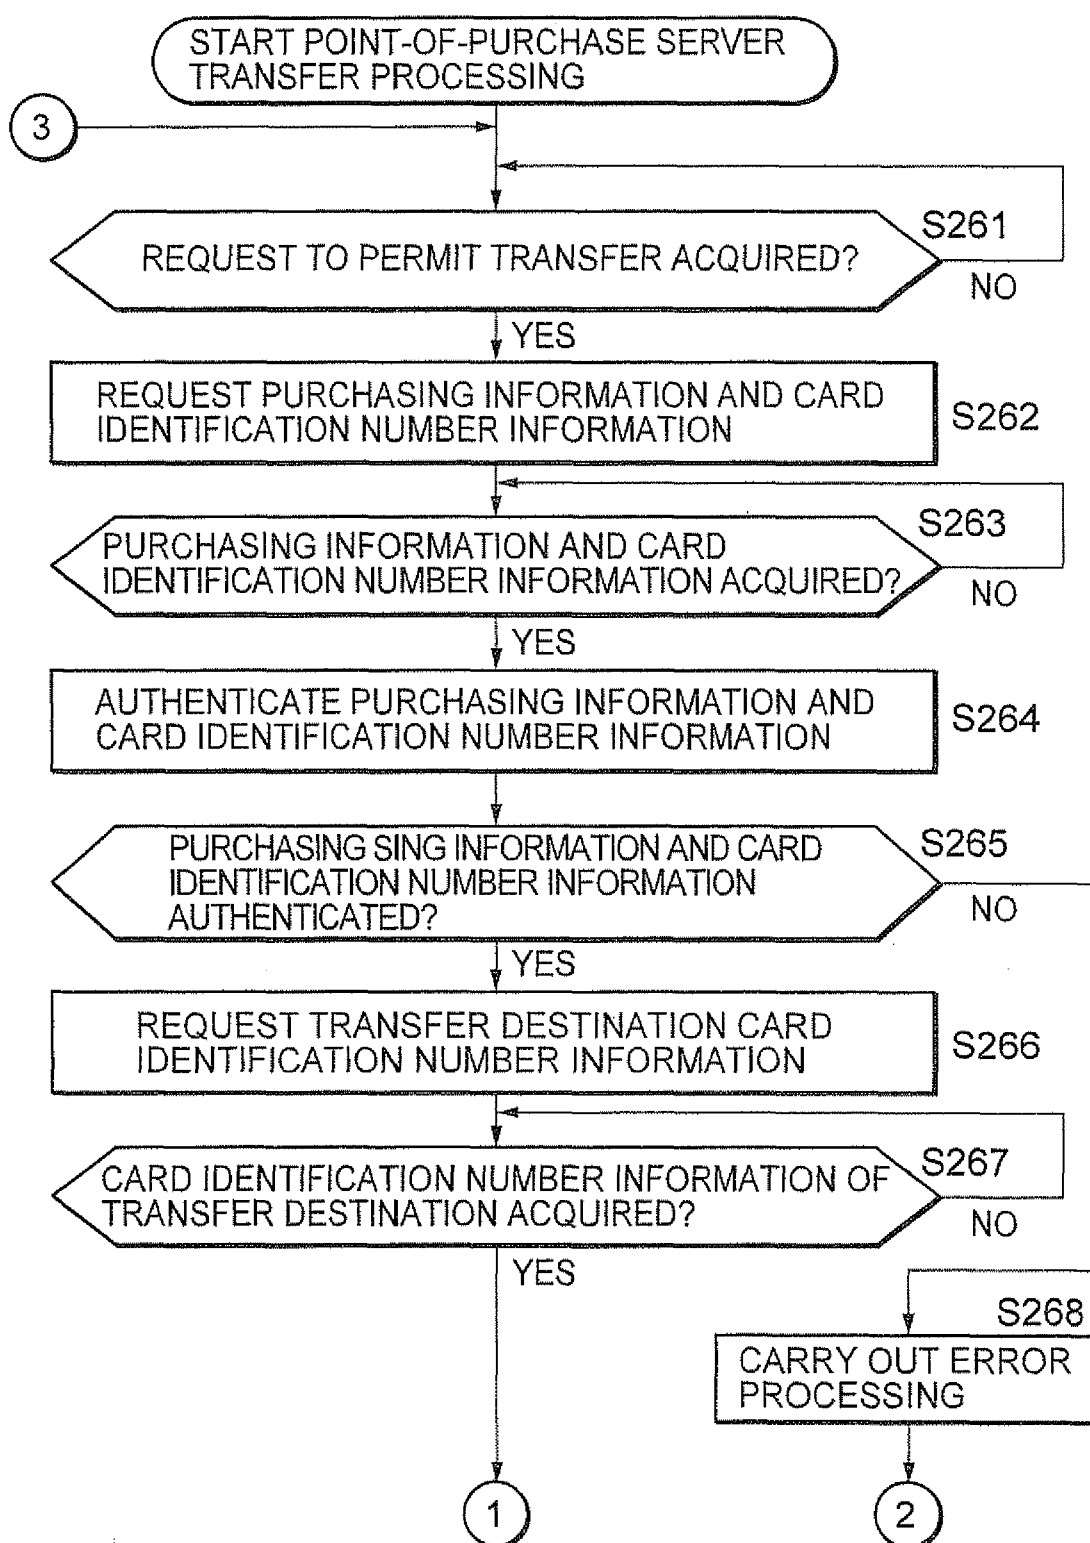 START POINT-OF-PURCHASE SERVER
TRANSFER PROCESSING
3
S261
REQUEST TO PERMIT TRANSFER ACQUIRED?
NO
YES
REQUEST PURCHASING INFORMATION AND CARD
IDENTIFICATION NUMBER INFORMATION
S262
S263
PURCHASING INFORMATION AND CARD
IDENTIFICATION NUMBER INFORMATION ACQUIRED?
NO
YES
AUTHENTICATE PURCHASING INFORMATION AND
CARD IDENTIFICATION NUMBER INFORMATION
S264
S265
PURCHASING SING INFORMATION AND CARD
IDENTIFICATION NUMBER INFORMATION
AUTHENTICATED?
NO
YES
REQUEST TRANSFER DESTINATION CARD
IDENTIFICATION NUMBER INFORMATION
S266
S267
CARD IDENTIFICATION NUMBER INFORMATION OF
TRANSFER DESTINATION ACQUIRED?
NO
YES
S268
CARRY OUT ERROR
PROCESSING
1
2